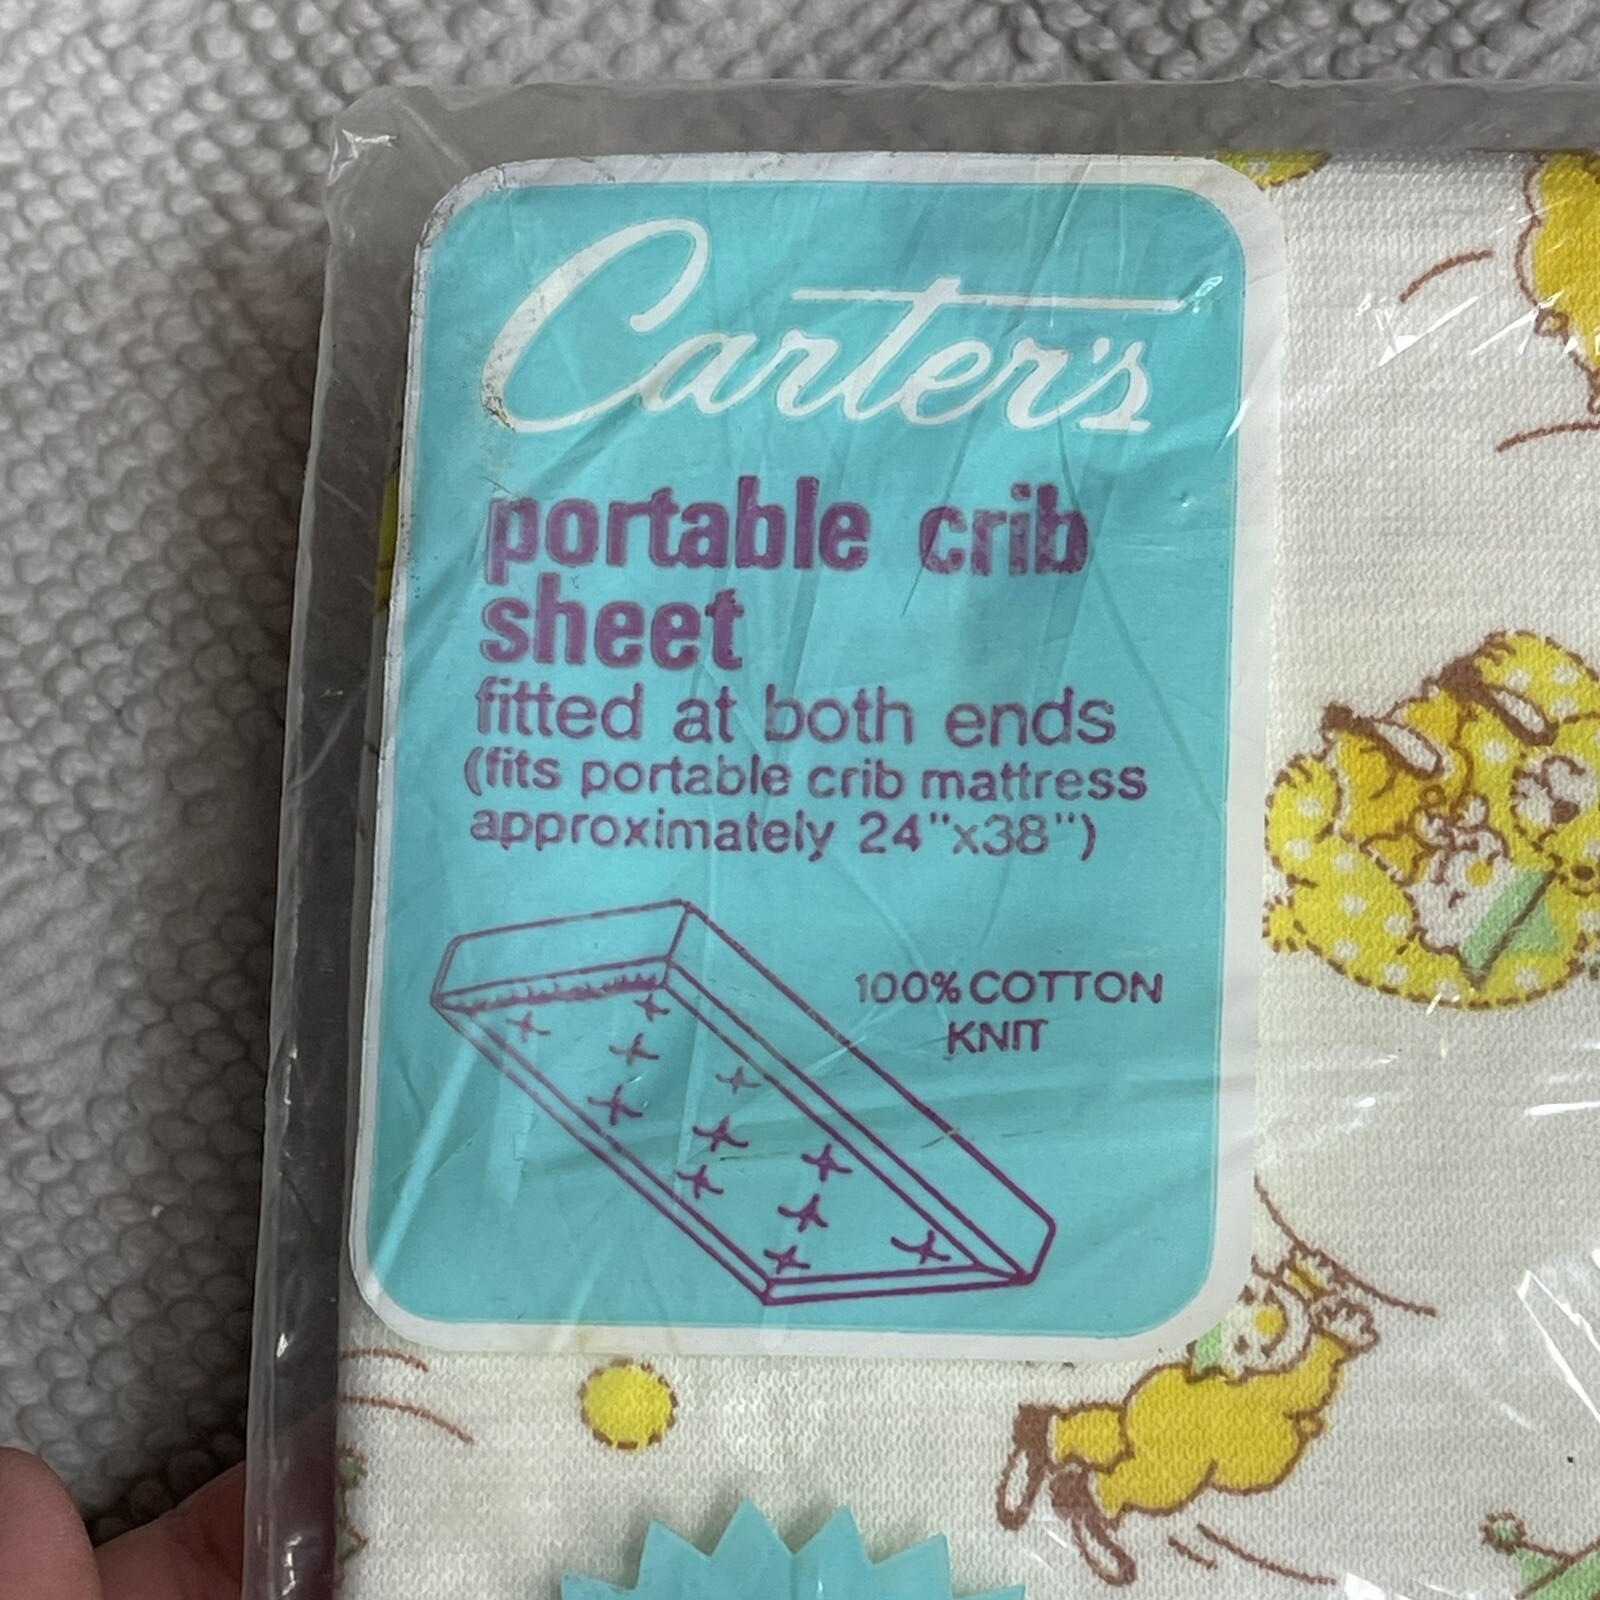 Carter's
portable crib
sheet
fitted at both ends
(fits portable crib mattress
approximately 24"x38")
100% COTTON
KNIT